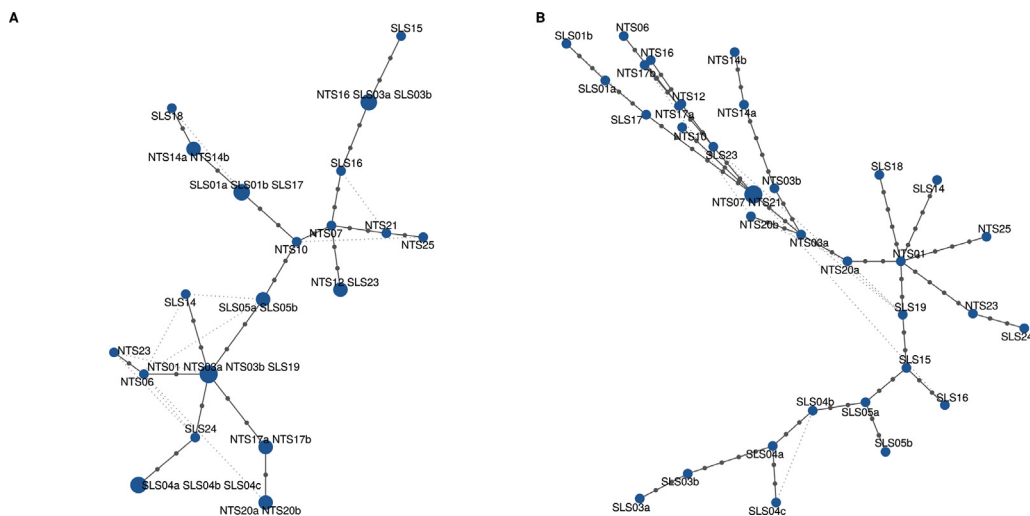 A
SLS15
NTS16 SLS03a SLS03b
SLS18
NTS14a NTS14b
SLS16
SLS01a SLS01b SLS17
NTS07
NTS21
NTS25
NTS10
NTS12 SLS23
SLS14
SLS05a SLS05b
NTS23
NTS01 NTS03a NTS03b SLS19
NTS06
SLS24
NTS17a NTS17b
SLS04a SLS04b SLS04c
NTS20a NTS20b
B
NTS06
SLS01b
NTS16
NTS14b
NTS17b
SLS01a
NTS12
NTS17a
NTS14a
SLS17
NTS10
SLS23
SLS18
NTS03b
SLS14
NTS07 NTS21
NTS20b
NTS25
NTS03a
NTS01
NTS20a
NTS23
SLS19
SLS24
SLS15
SLS16
SLS04b
SLS05a
SLS05b
SLS04a
SLS03b
SLS03a
SLS04c